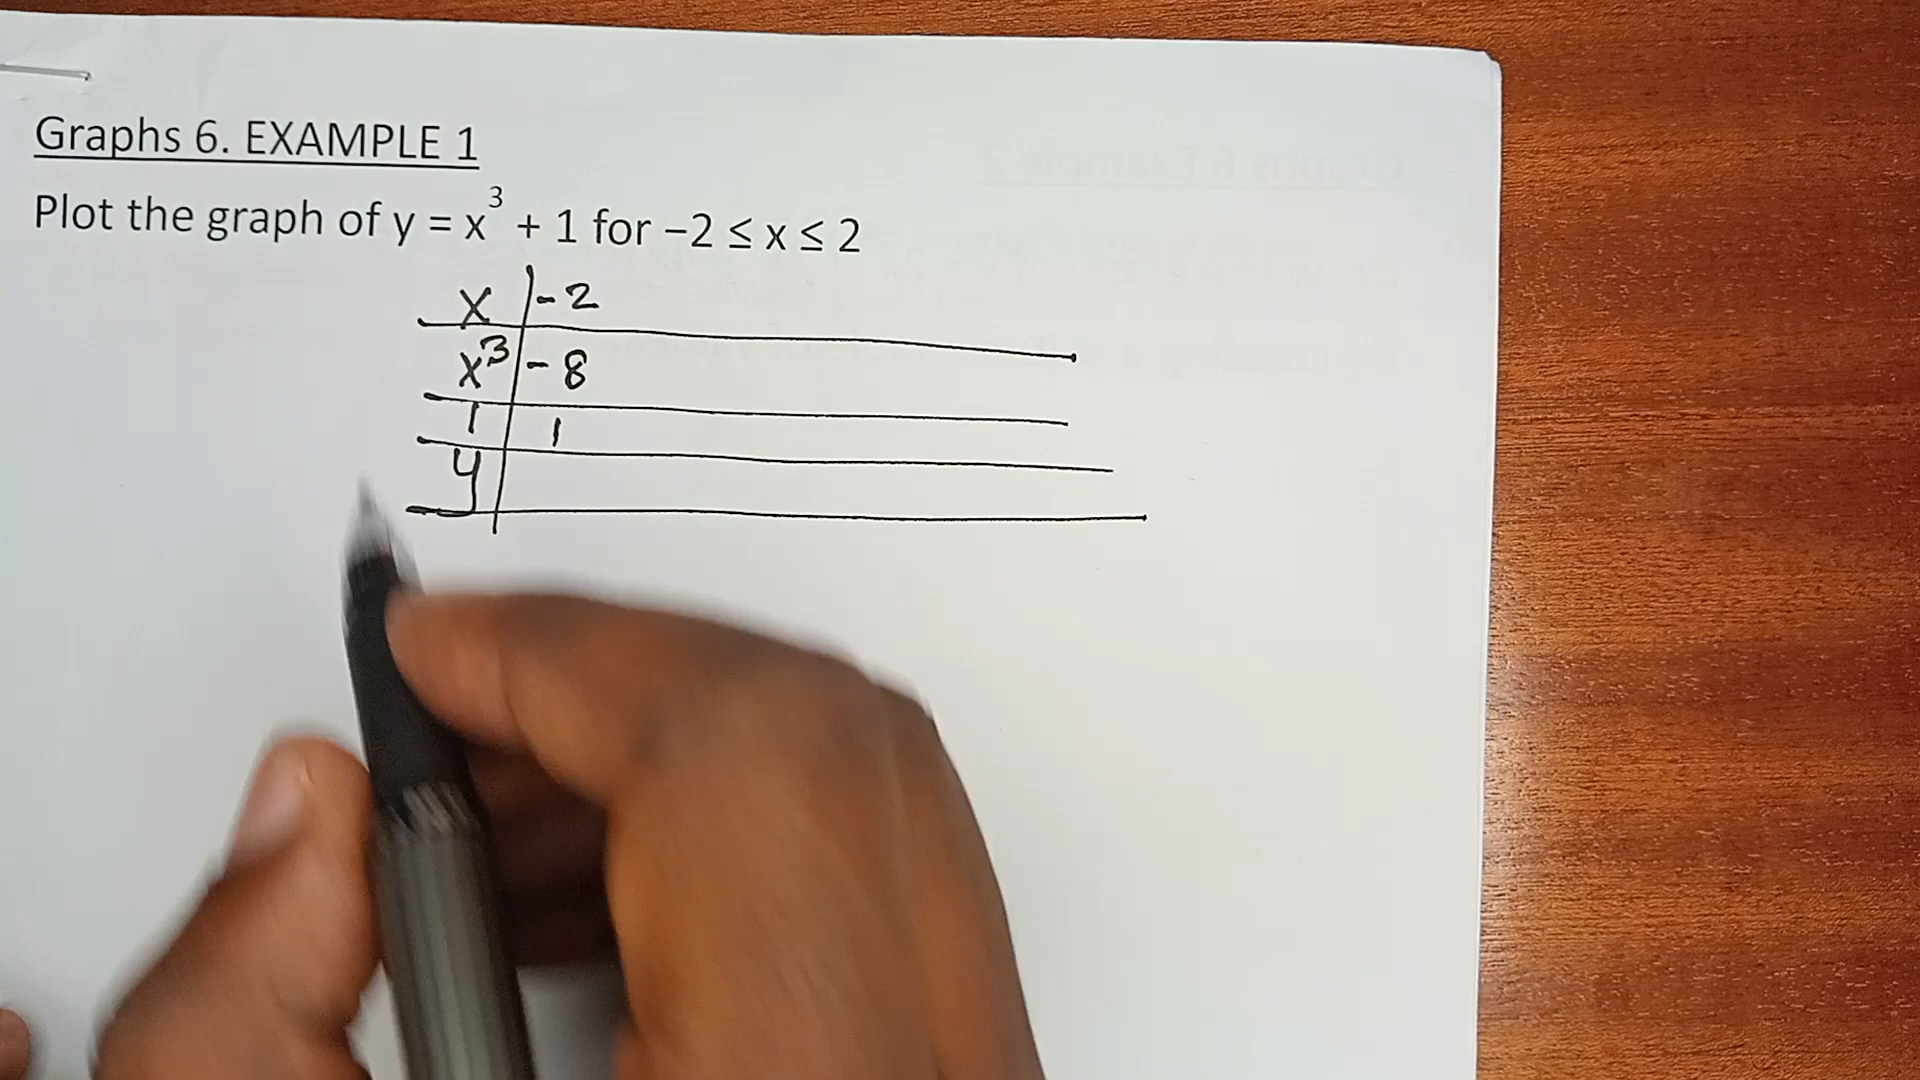 Graphs 6. EXAMPLE 1
Plot the graph of y = x³ + 1 for −2 ≤ x ≤ 2
x -2
x³ -8
1 1
y